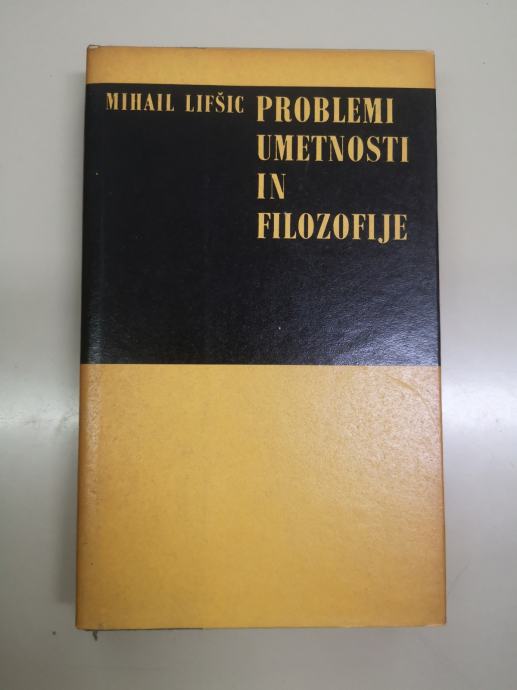 MIHAIL LIFŠIC
PROBLEMI
UMETNOSTI
IN
FILOZOFIJE